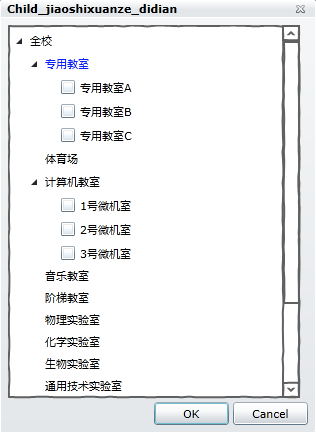 Child_jiaoshixuanze_didian
全校
专用教室
专用教室A
专用教室B
专用教室C
体育场
计算机教室
1号微机室
2号微机室
3号微机室
音乐教室
阶梯教室
物理实验室
化学实验室
生物实验室
通用技术实验室
OK Cancel